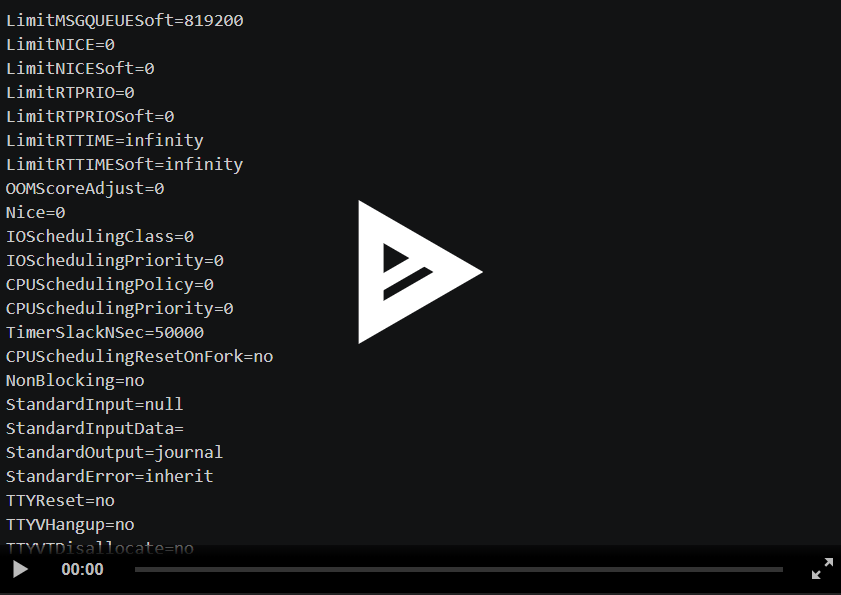 LimitMSGQUEUESoft=819200
LimitNICE=0
LimitNICESoft=0
LimitRTPRIO=0
LimitRTPRIOSoft=0
LimitRTTIME=infinity
LimitRTTIMESoft=infinity
OOMScoreAdjust=0
Nice=0
IOSchedulingClass=0
IOSchedulingPriority=0
CPUSchedulingPolicy=0
CPUSchedulingPriority=0
TimerSlackNSec=50000
CPUSchedulingResetOnFork=no
NonBlocking=no
StandardInput=null
StandardInputData=
StandardOutput=journal
StandardError=inherit
TTYReset=no
TTYVHangup=no
TTYVTDisallocate=no
00:00